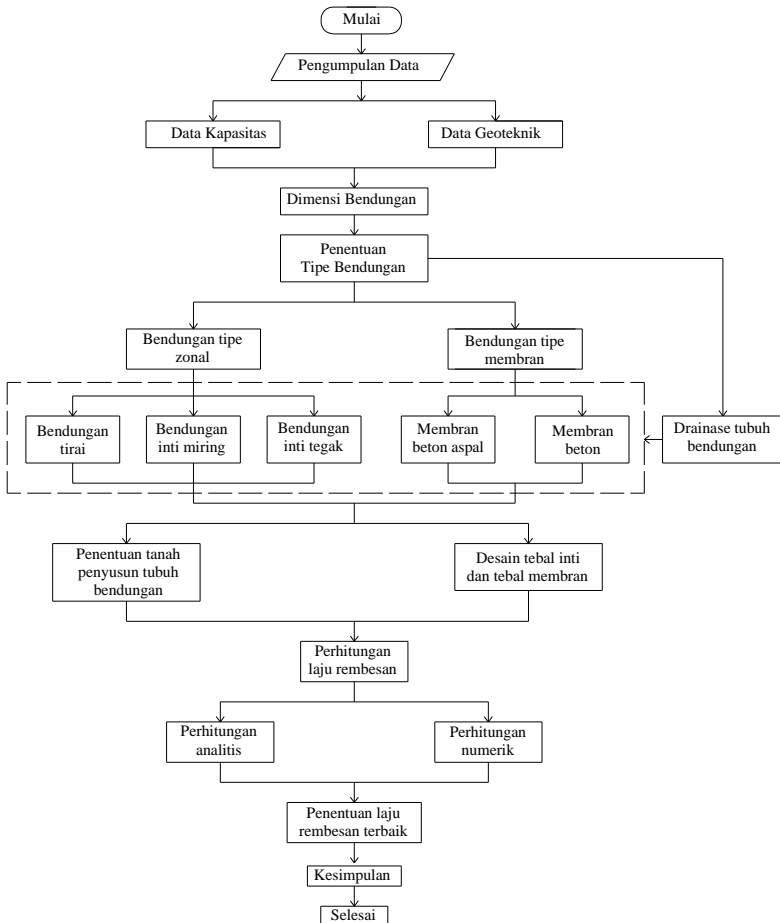 Mulai
Pengumpulan Data
Data Kapasitas
Data Geoteknik
Dimensi Bendungan
Penentuan
Tipe Bendungan
Bendungan tipe
zonal
Bendungan tipe
membran
Bendungan
tirai
Bendungan
inti miring
Bendungan
inti tegak
Membran
beton aspal
Membran
beton
Drainase tubuh
bendungan
Penentuan tanah
penyusun tubuh
bendungan
Desain tebal inti
dan tebal membran
Perhitungan
laju rembesan
Perhitungan
analitis
Perhitungan
numerik
Penentuan laju
rembesan terbaik
Kesimpulan
Selesai